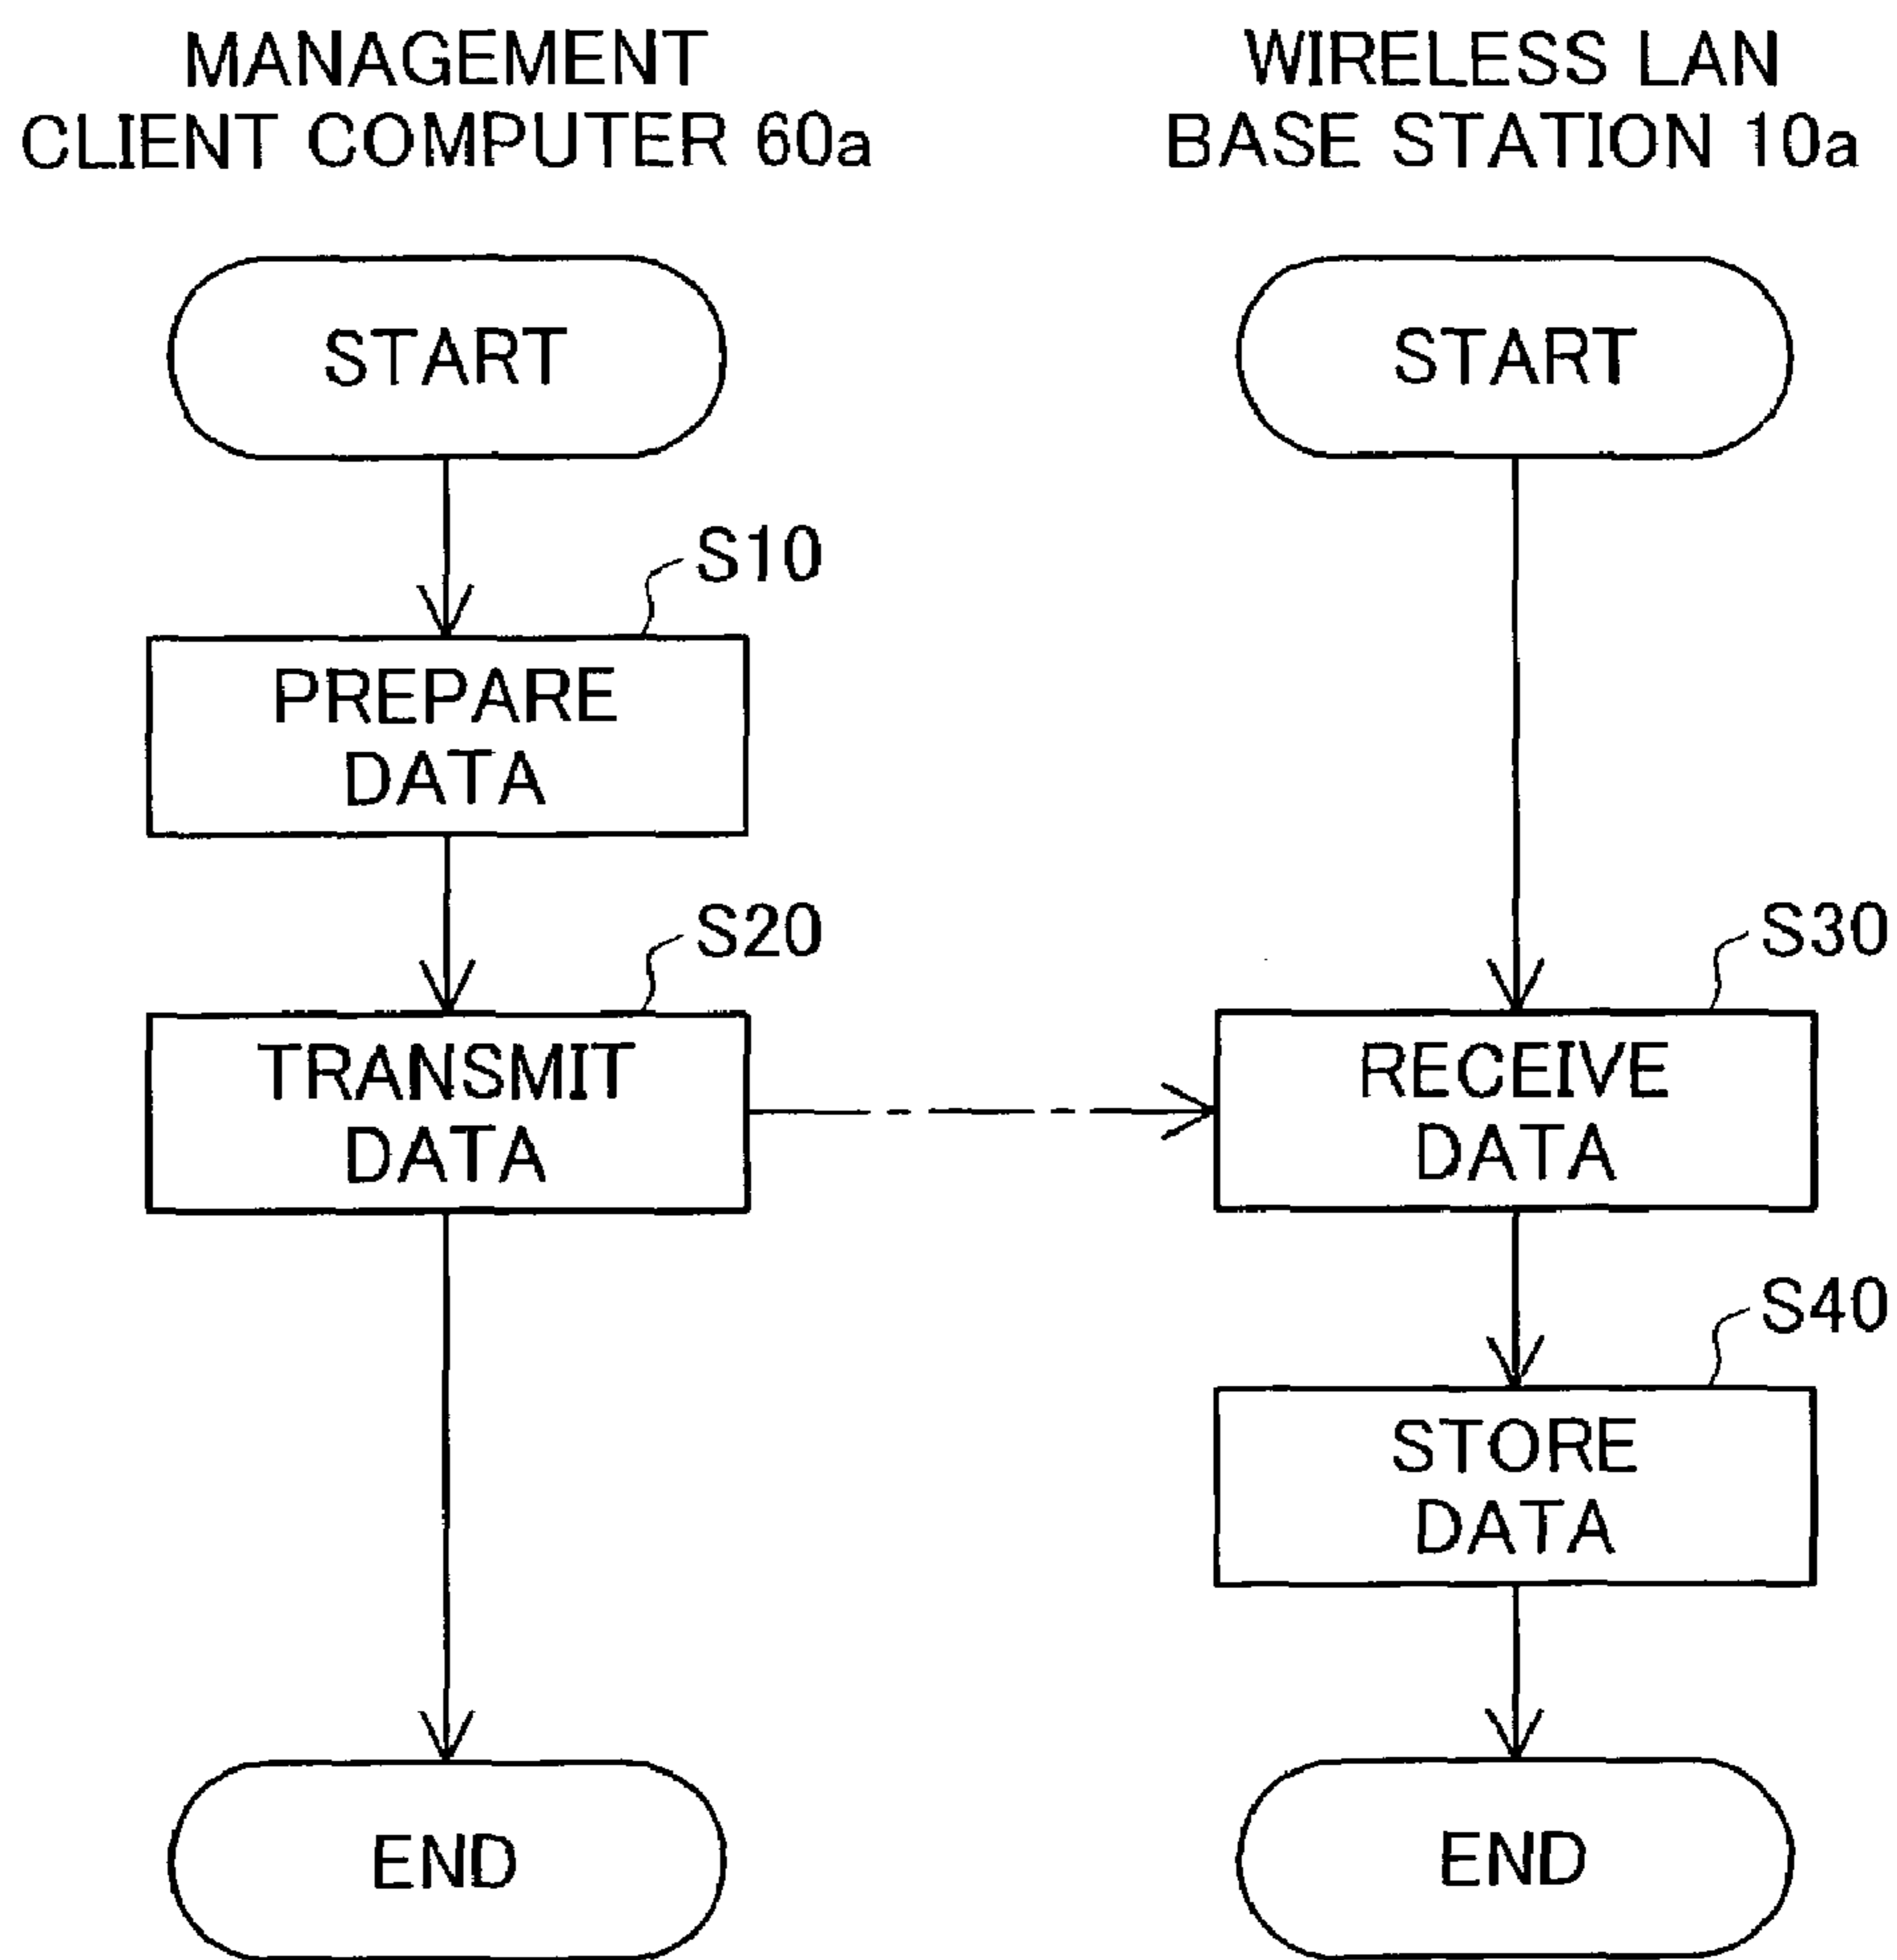 MANAGEMENT
CLIENT COMPUTER 60a
START
S10
PREPARE
DATA
S20
TRANSMIT
DATA
END
WIRELESS LAN
BASE STATION 10a
START
S30
RECEIVE
DATA
S40
STORE
DATA
END